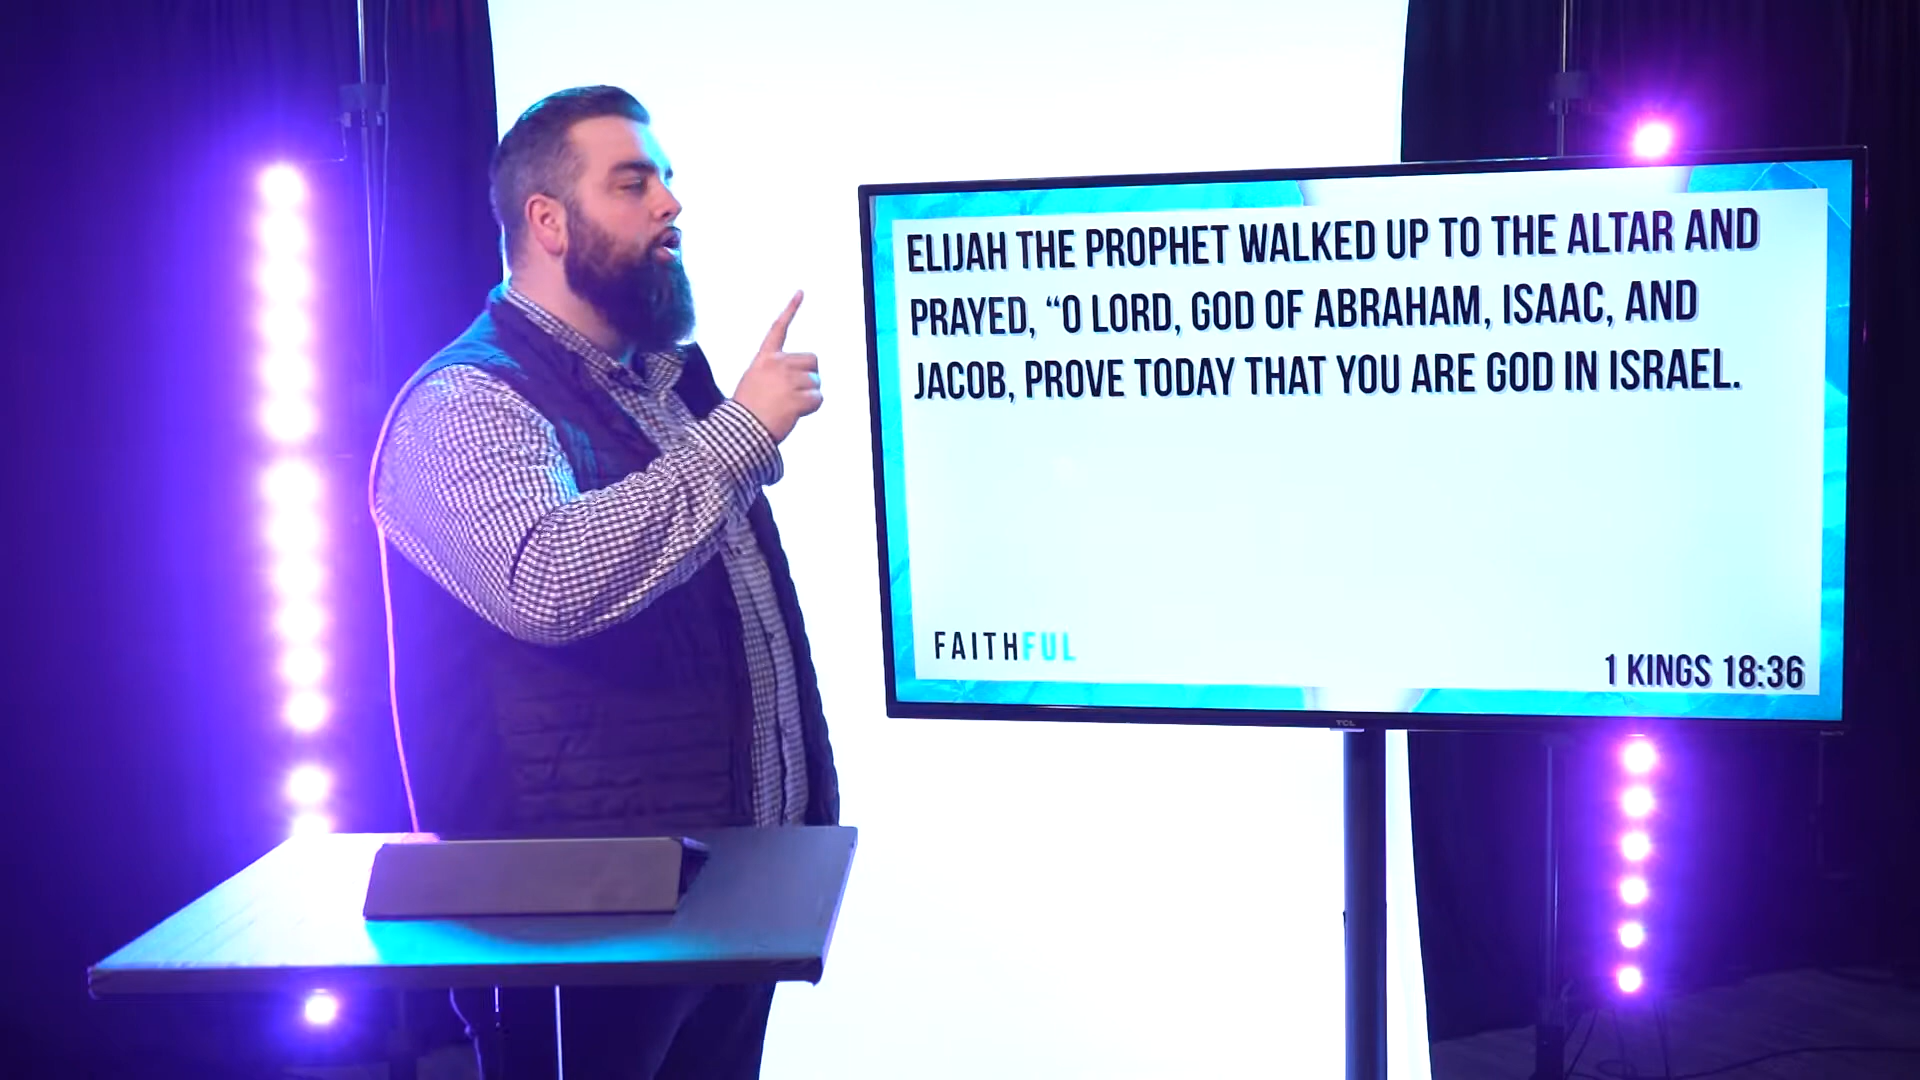 ELIJAH THE PROPHET WALKED UP TO THE ALTAR AND
PRAYED, “O LORD, GOD OF ABRAHAM, ISAAC, AND
JACOB, PROVE TODAY THAT YOU ARE GOD IN ISRAEL.
FAITHFUL
1 KINGS 18:36
TCL